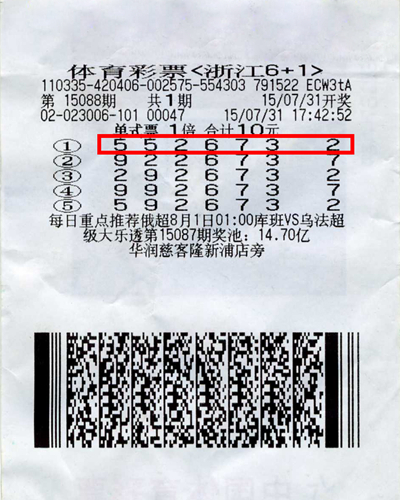 体育彩票<浙江6+1>
110335-420406-002575-554303 791522 ECW3tA
第 15088期 共1期 15/07/31开奖
02-023006-101 00047 15/07/31 17:42:52
单式票 1倍 合计10元
① 5 5 2 6 7 3 2
② 9 2 2 6 7 3 7
③ 5 9 2 6 7 3 2
④ 9 9 2 6 7 3 7
⑤ 5 9 2 6 7 3 2
每日重点推荐俄超8月1日01:00库班VS乌法超
级大乐透第15087期奖池:14.70亿
华润慈客隆新浦店旁